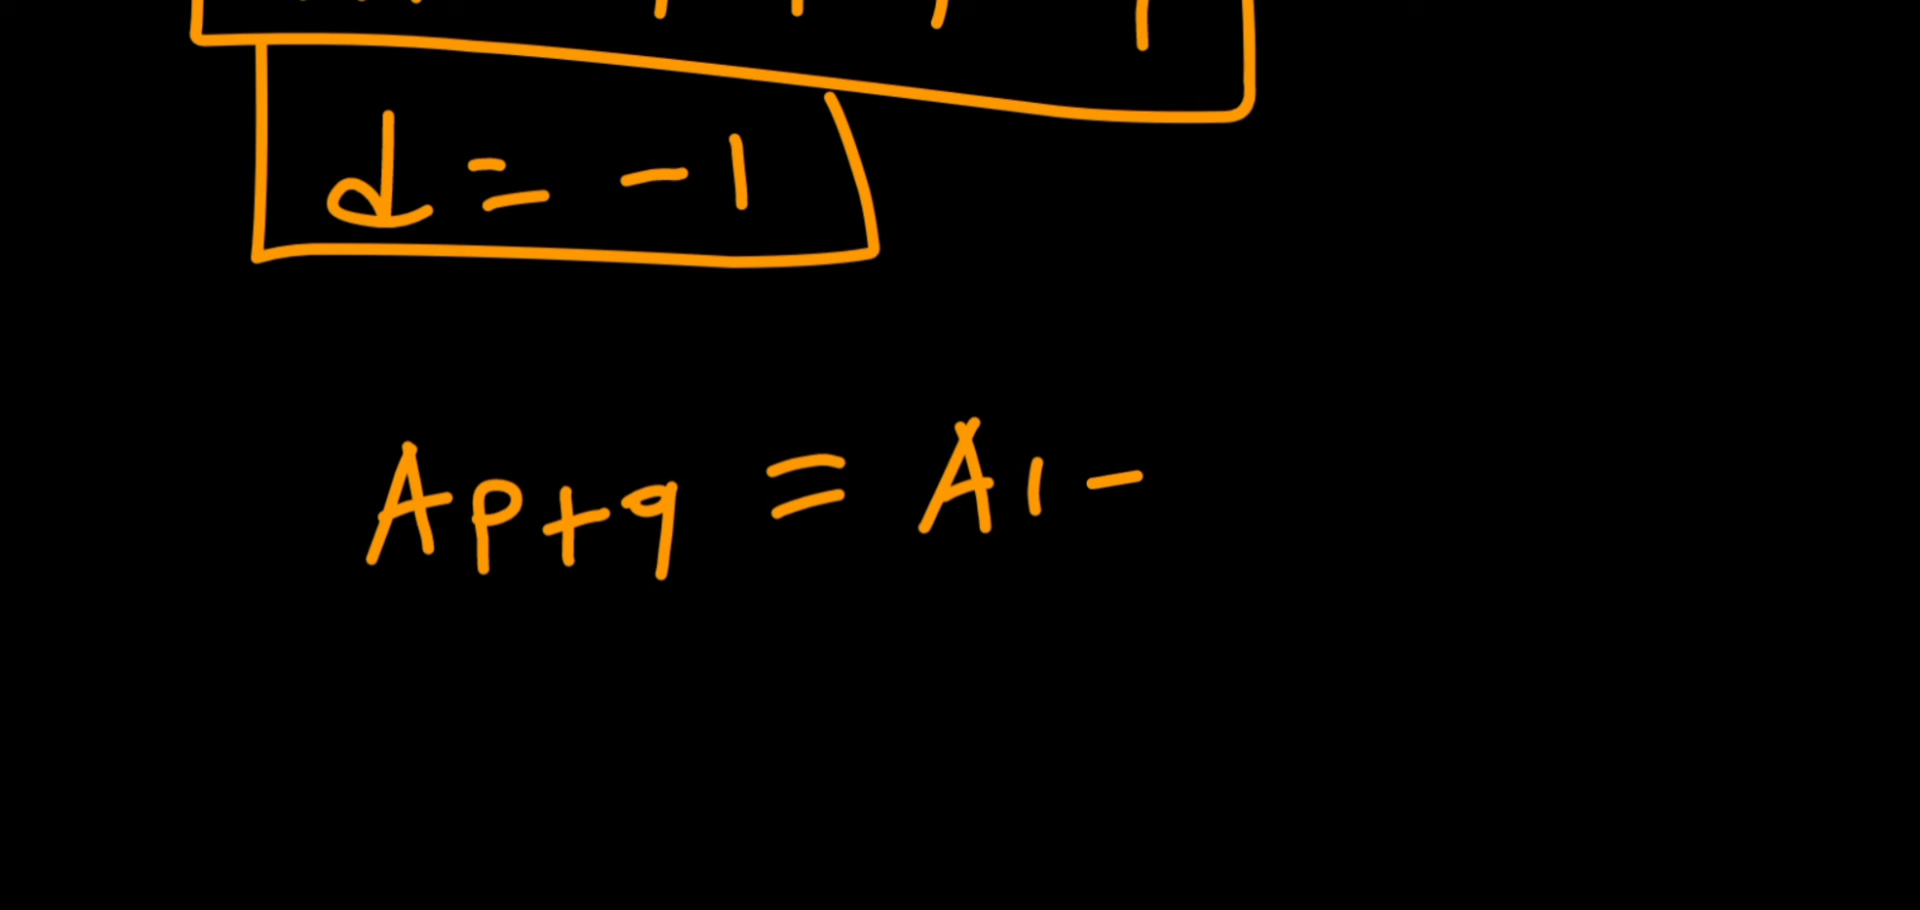 d = -1
Ap+q = A1 -